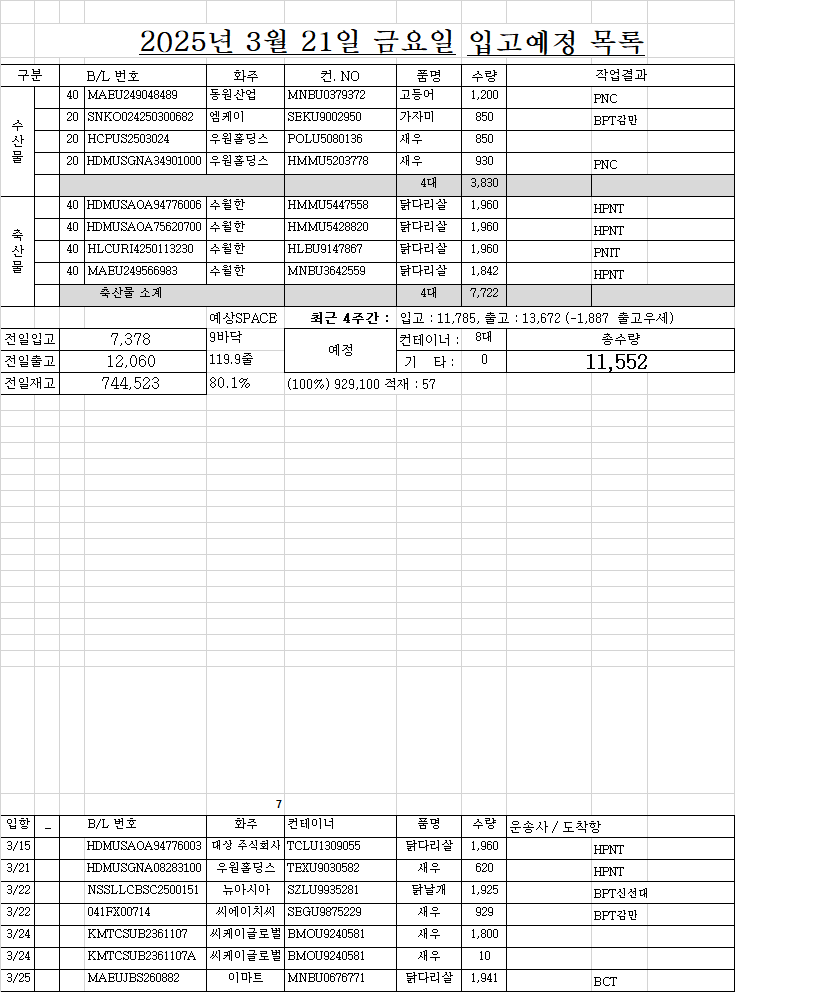 2025년 3월 21일 금요일 입고예정 목록
구분 B/L 번호 화주 컨. NO 품명 수량 작업결과
수산물
40 MAEU249048489 동원산업 MNBU0379372 고등어 1,200 PNC
20 SNKO024250300682 엠케이 SEKU9002950 가자미 850 BPT감만
20 HCPUS2503024 우원홀딩스 POLU5080136 새우 850
20 HDMUSGNA34901000 우원홀딩스 HMMU5203778 새우 930 PNC
4대 3,830
축산물
40 HDMUSAOA94776006 수월한 HMMU5447558 닭다리살 1,960 HPNT
40 HDMUSAOA75620700 수월한 HMMU5428820 닭다리살 1,960 HPNT
40 HLCURI4250113230 수월한 HLBU9147867 닭다리살 1,960 PNIT
40 MAEU249566983 수월한 MNBU3642559 닭다리살 1,842 HPNT
축산물 소계 4대 7,722
예상SPACE 최근 4주간 : 입고 : 11,785, 출고 : 13,672 (-1,887 출고우세)
전일입고 7,378 9바닥 예정 컨테이너 : 8대 총수량
전일출고 12,060 119.9줄 기 타 : 0 11,552
전일재고 744,523 80.1% (100%) 929,100 적재 : 57
7
입항 _ B/L 번호 화주 컨테이너 품명 수량 운송사 / 도착항
3/15 HDMUSAOA94776003 대상 주식회사 TCLU1309055 닭다리살 1,960 HPNT
3/21 HDMUSGNA08283100 우원홀딩스 TEXU9030582 새우 620 HPNT
3/22 NSSLLCBSC2500151 뉴아시아 SZLU9935281 닭날개 1,925 BPT신선대
3/22 041FX00714 씨에이치씨 SBGU9875229 새우 929 BPT감만
3/24 KMTCSUB2361107 씨케이글로벌 BMOU9240581 새우 1,800
3/24 KMTCSUB2361107A 씨케이글로벌 BMOU9240581 새우 10
3/25 MAEUJBS260882 이마트 MNBU0676771 닭다리살 1,941 BCT